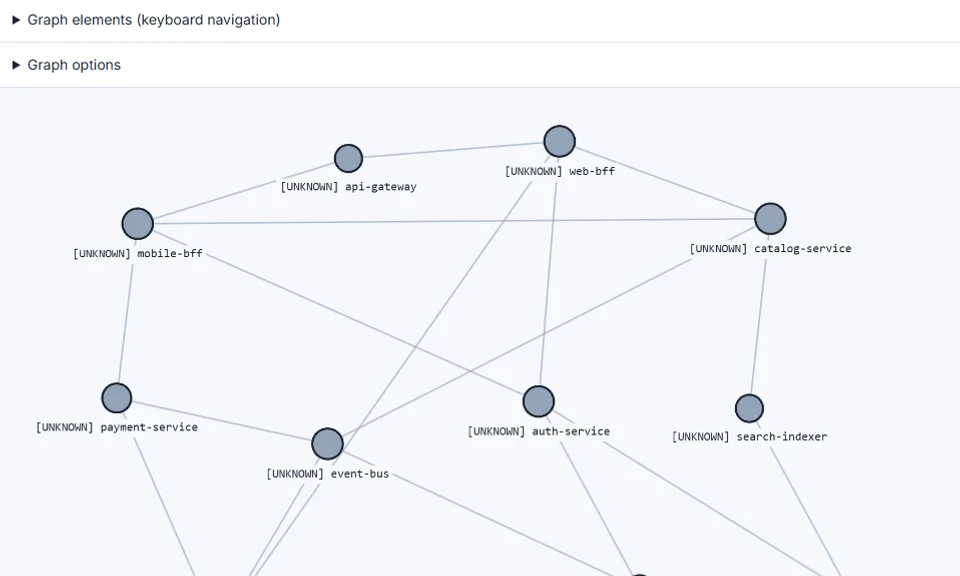 ▶ Graph elements (keyboard navigation)
▶ Graph options
[UNKNOWN] web-bff
[UNKNOWN] api-gateway
[UNKNOWN] catalog-service
[UNKNOWN] mobile-bff
[UNKNOWN] payment-service
[UNKNOWN] auth-service
[UNKNOWN] search-indexer
[UNKNOWN] event-bus